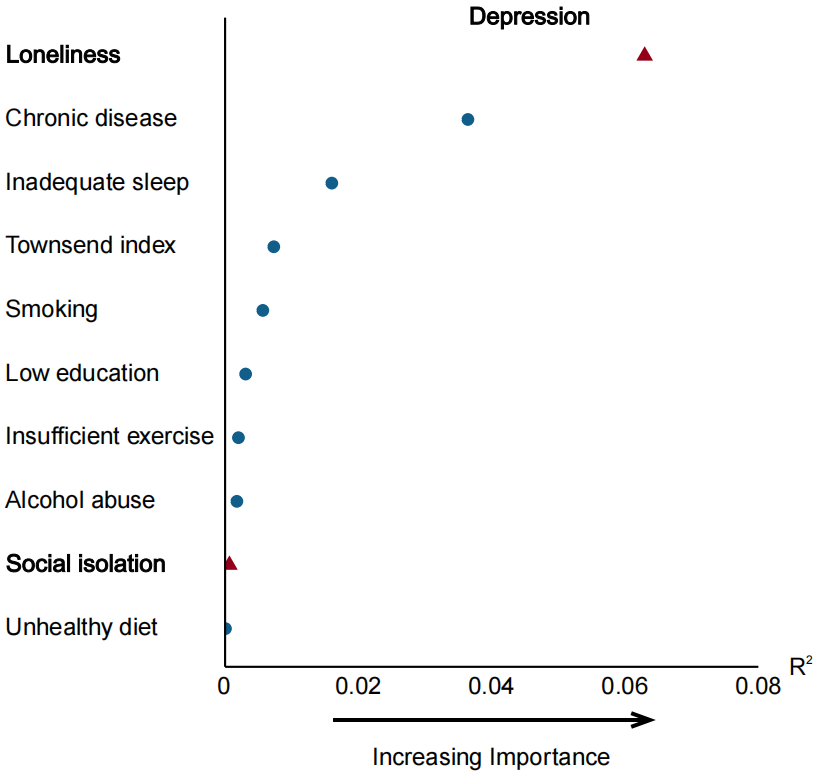 Depression
Loneliness
Chronic disease
Inadequate sleep
Townsend index
Smoking
Low education
Insufficient exercise
Alcohol abuse
Social isolation
Unhealthy diet
R²
0 0.02 0.04 0.06 0.08
Increasing Importance